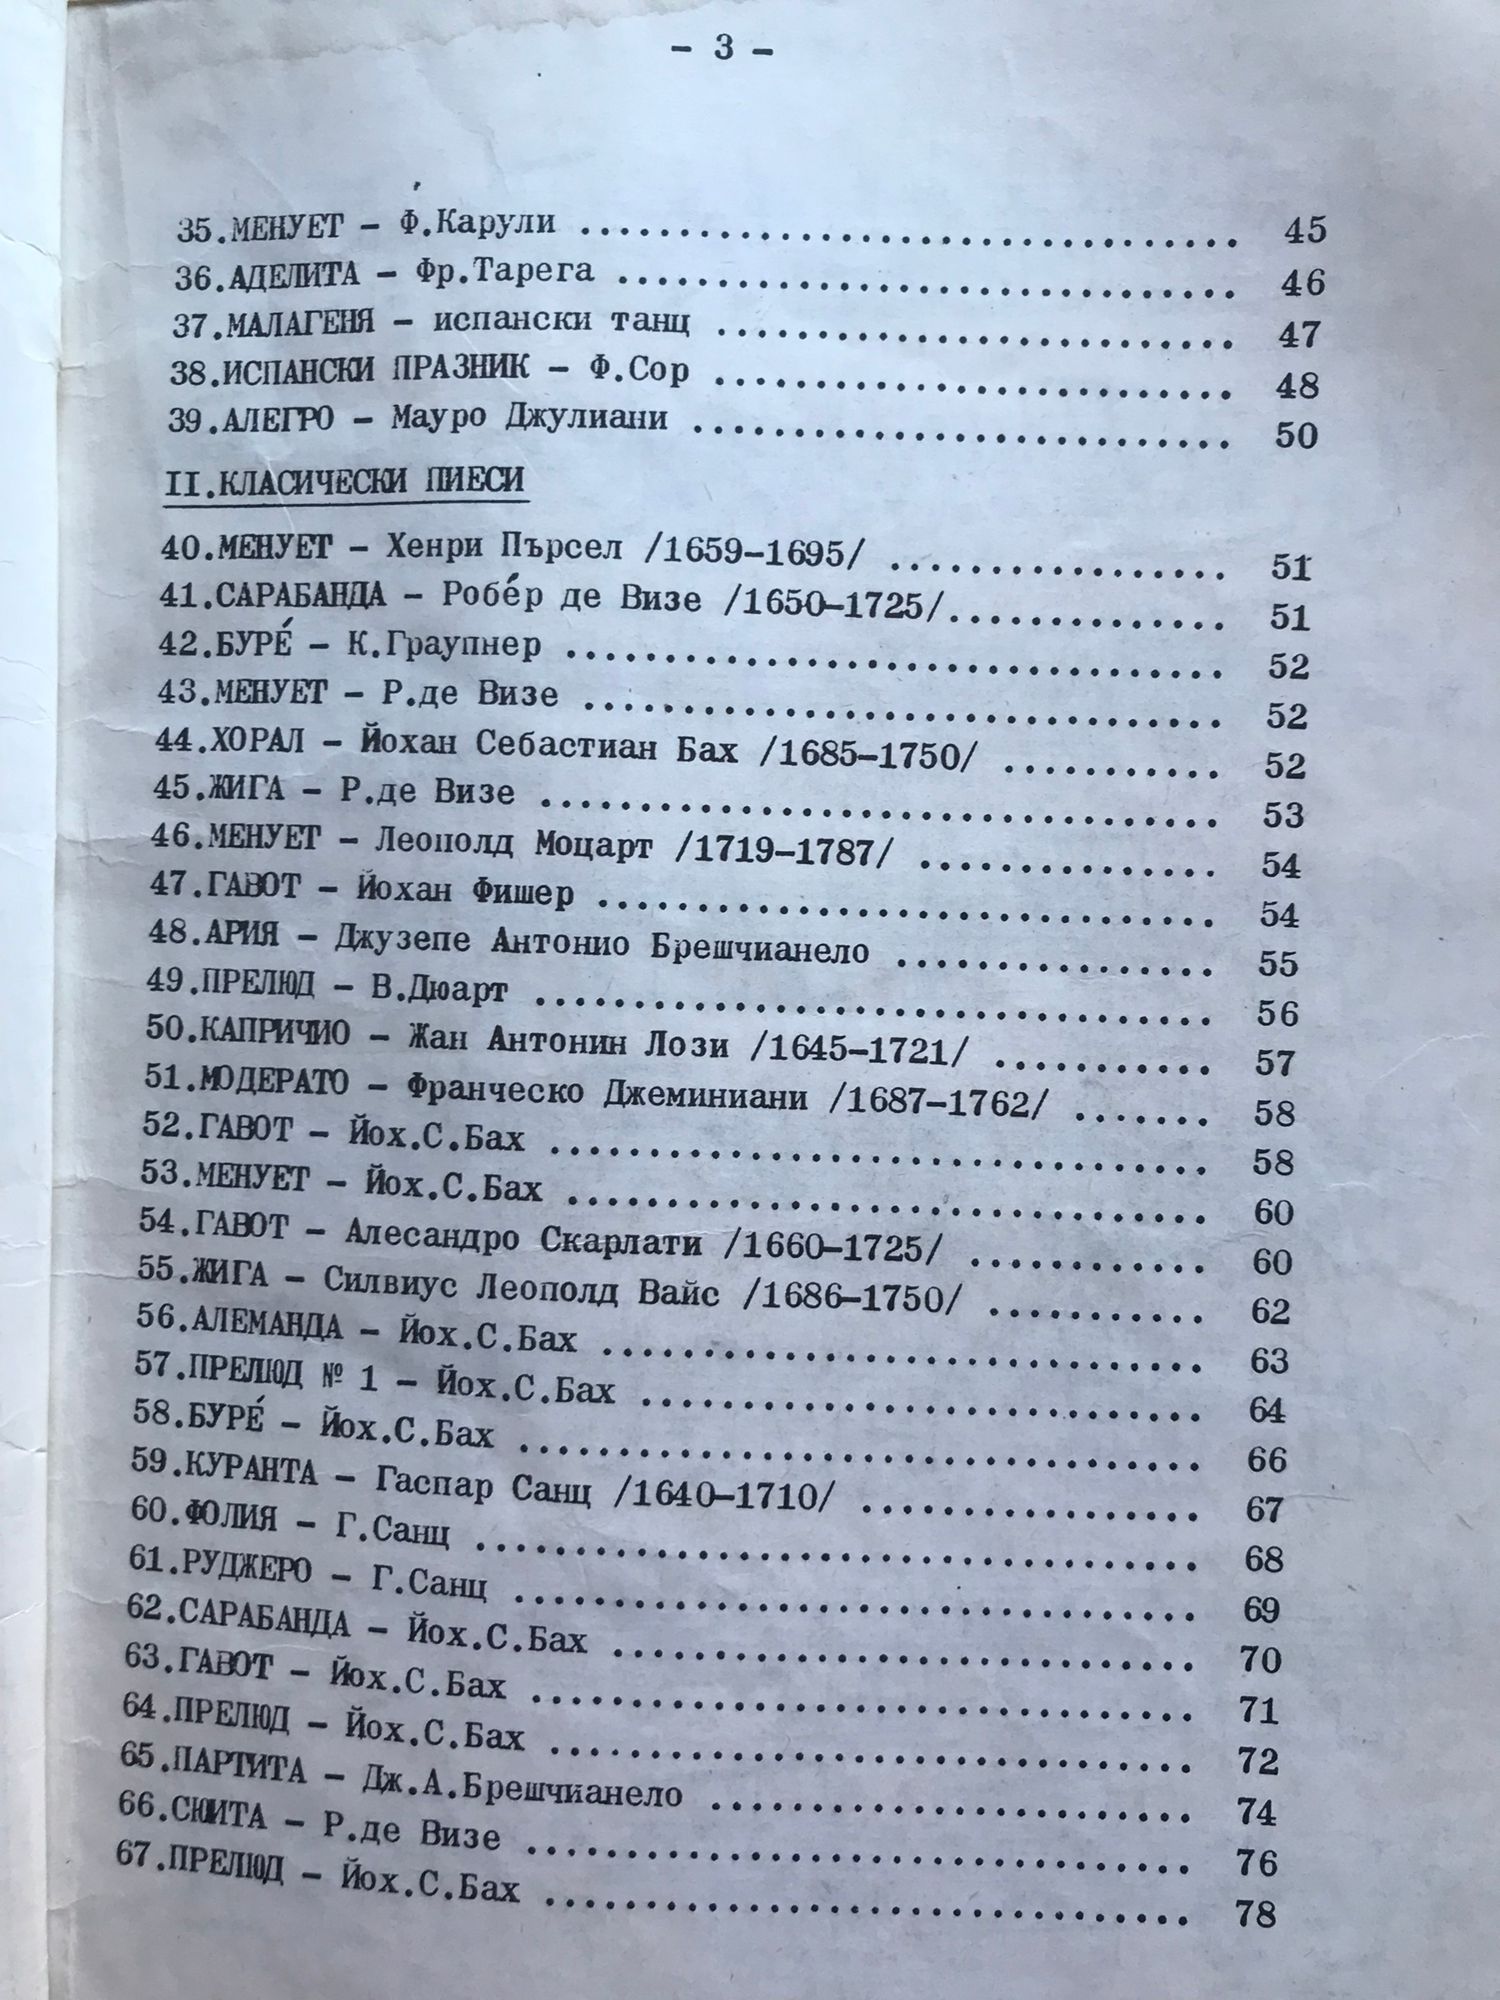 - 3 -
35.МЕНУЕТ - Ф.Карули ................................. 45
36.АДЕЛИТА - Фр.Тарега ............................... 46
37.МАЛАГЕНЯ - испански танц .......................... 47
38.ИСПАНСКИ ПРАЗНИК - Ф.Сор .......................... 48
39.АЛЕГРО - Мауро Джулиани ........................... 50
II.КЛАСИЧЕСКИ ПИЕСИ
40.МЕНУЕТ - Хенри Пърсел /1659-1695/ ................. 51
41.САРАБАНДА - Робе́р де Визе /1650-1725/.............. 51
42.БУРЕ́ - К.Граупнер ................................. 52
43.МЕНУЕТ - Р.де Визе ................................ 52
44.ХОРАЛ - Йохан Себастиан Бах /1685-1750/ ........... 52
45.ЖИГА - Р.де Визе .................................. 53
46.МЕНУЕТ - Леополд Моцарт /1719-1787/ ............... 54
47.ГАВОТ - Йохан Фишер ............................... 54
48.АРИЯ - Джузепе Антонио Брешчианело ................ 55
49.ПРЕЛЮД - В.Дюарт .................................. 56
50.КАПРИЧИО - Жан Антонин Лози /1645-1721/ ........... 57
51.МОДЕРАТО - Франческо Джеминиани /1687-1762/ ....... 58
52.ГАВОТ - Йох.С.Бах ................................. 58
53.МЕНУЕТ - Йох.С.Бах ................................ 60
54.ГАВОТ - Алесандро Скарлати /1660-1725/ ............ 60
55.ЖИГА - Силвиус Леополд Вайс /1686-1750/ ........... 62
56.АЛЕМАНДА - Йох.С.Бах .............................. 63
57.ПРЕЛЮД № 1 - Йох.С.Бах ............................ 64
58.БУРЕ́ - Йох.С.Бах .................................. 66
59.КУРАНТА - Гаспар Санц /1640-1710/ ................. 67
60.ФОЛИЯ - Г.Санц .................................... 68
61.РУДЖЕРО - Г.Санц .................................. 69
62.САРАБАНДА - Йох.С.Бах ............................. 70
63.ГАВОТ - Йох.С.Бах ................................. 71
64.ПРЕЛЮД - Йох.С.Бах ................................ 72
65.ПАРТИТА - Дж.А.Брешчианело ........................ 74
66.СЮИТА - Р.де Визе ................................. 76
67.ПРЕЛЮД - Йох.С.Бах ................................ 78